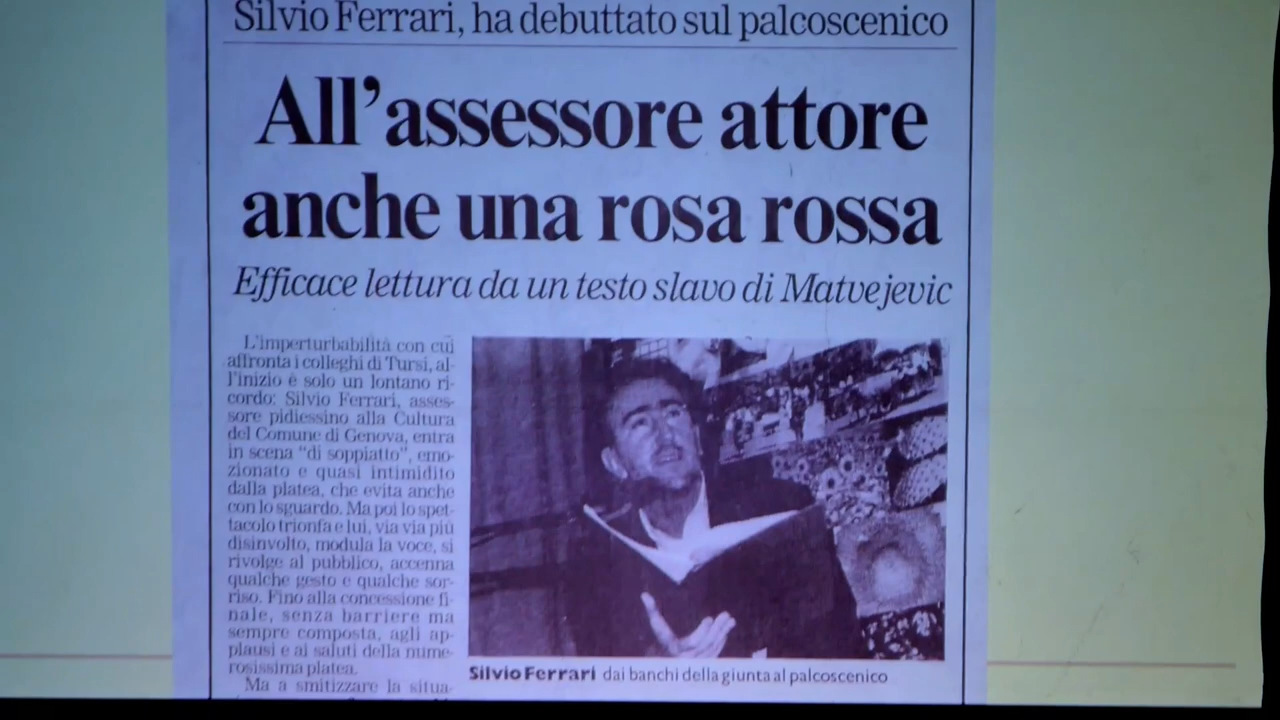 Silvio Ferrari, ha debuttato sul palcoscenico
All'assessore attore
anche una rosa rossa
Efficace lettura da un testo slavo di Matvejevic
L'imperturbabilità con cui
affronta i colleghi di Tursi, al-
l'inizio è solo un lontano ri-
cordo: Silvio Ferrari, asses-
sore pidiessino alla Cultura
del Comune di Genova, entra
in scena "di soppiatto", emo-
zionato e quasi intimidito
dalla platea, che evita anche
con lo sguardo. Ma poi lo spet-
tacolo trionfa e lui, via via più
disinvolto, modula la voce, si
rivolge al pubblico, accenna
qualche gesto e qualche sor-
riso. Fino alla concessione fi-
nale, senza barriere ma
sempre composta, agli ap-
plausi e ai saluti della nume-
rosissima platea.
Ma a smitizzare la situa-
Silvio Ferrari dai banchi della giunta al palcoscenico